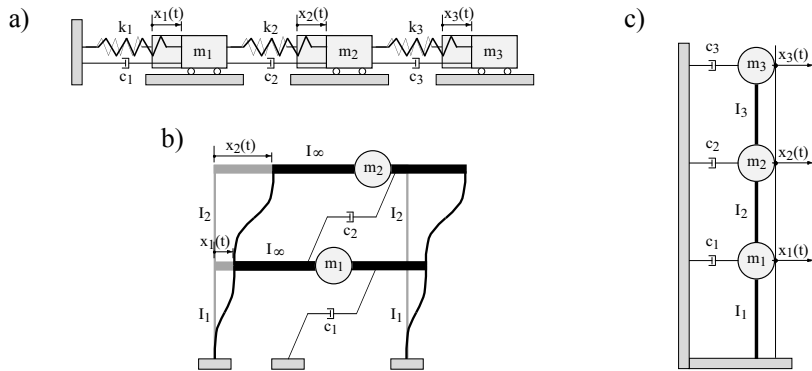 a)
k1 x1(t) k2 x2(t) k3 x3(t)
m1 m2 m3
c1 c2 c3
b)
x2(t) I∞ m2
I2 I2
c2
x1(t) I∞ m1
I1 I1
c1
c)
c3 m3 x3(t)
I3
c2 m2 x2(t)
I2
c1 m1 x1(t)
I1